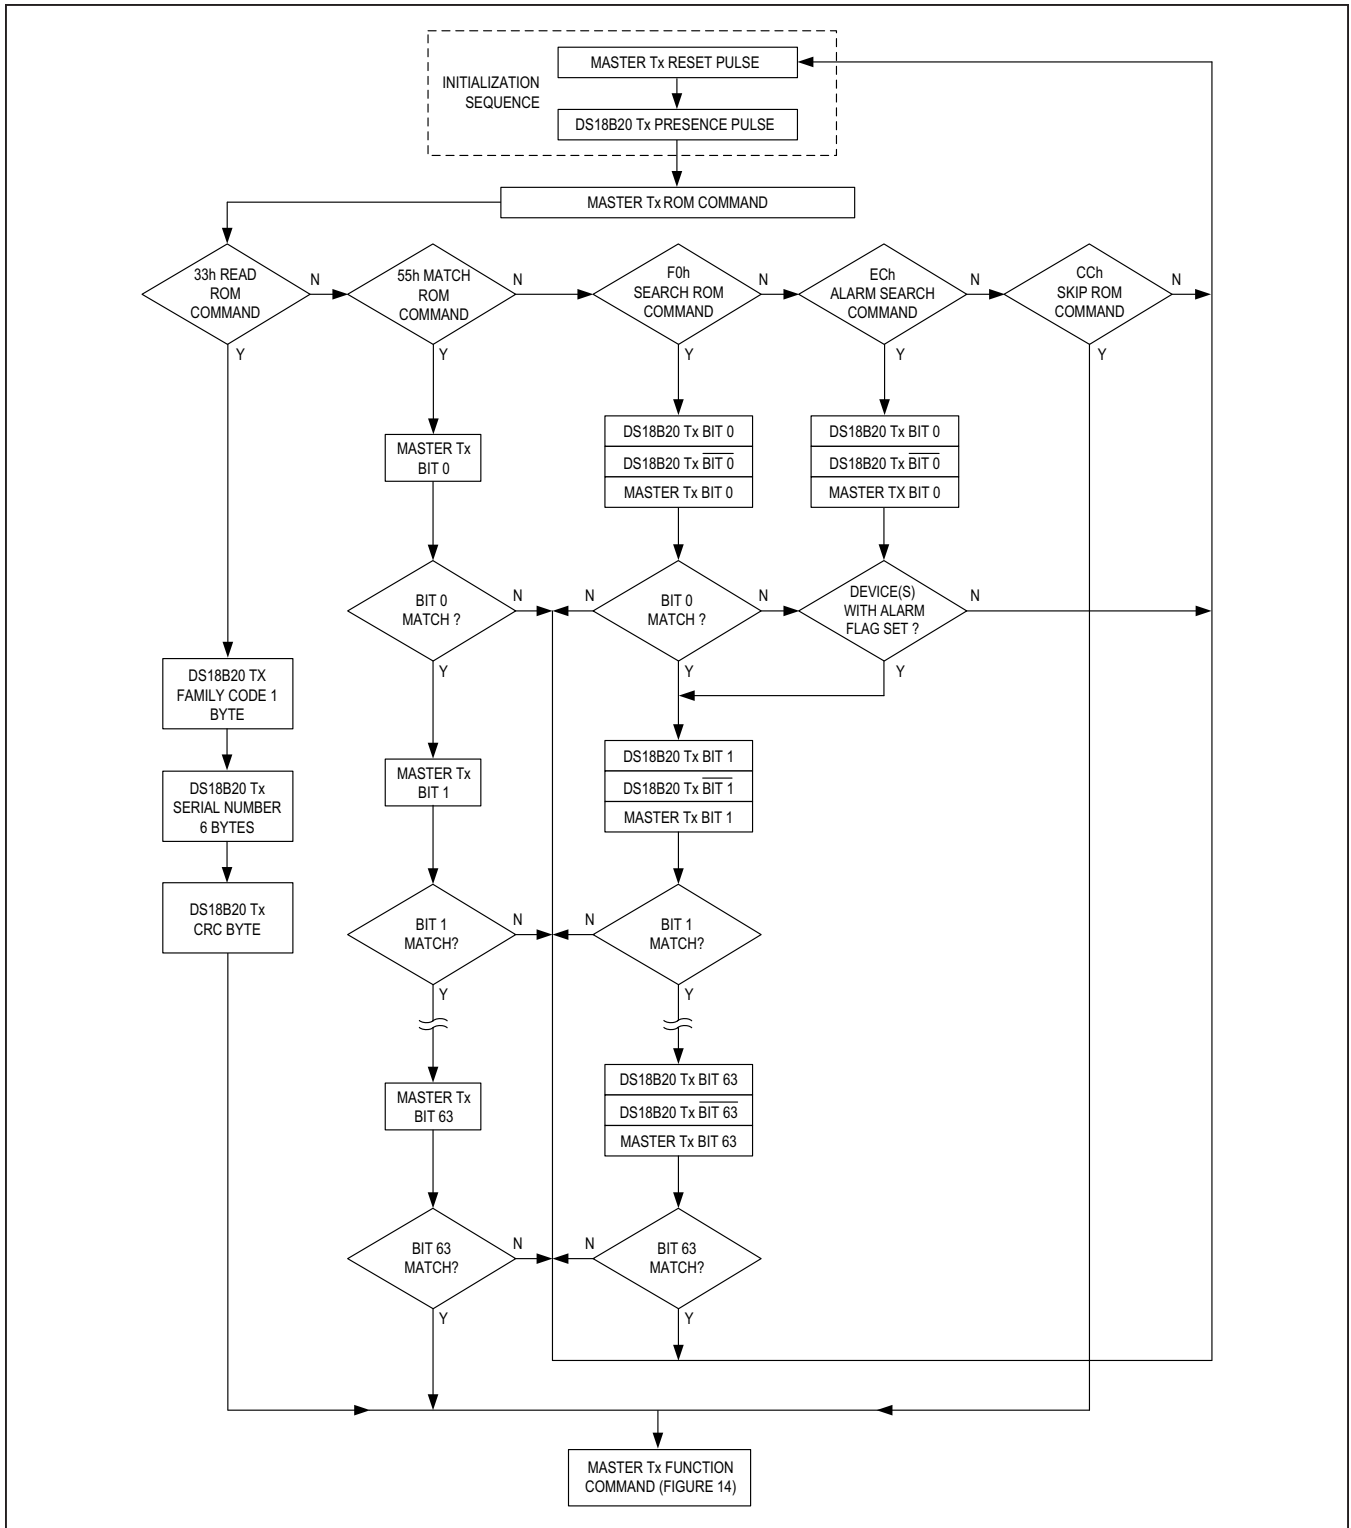 MASTER Tx RESET PULSE
INITIALIZATION
SEQUENCE
DS18B20 Tx PRESENCE PULSE
MASTER Tx ROM COMMAND
33h READ
ROM
COMMAND
N
Y
55h MATCH
ROM
COMMAND
N
Y
F0h
SEARCH ROM
COMMAND
N
Y
ECh
ALARM SEARCH
COMMAND
N
Y
CCh
SKIP ROM
COMMAND
N
Y
MASTER Tx
BIT 0
DS18B20 Tx BIT 0
DS18B20 Tx BIT 0
MASTER Tx BIT 0
DS18B20 Tx BIT 0
DS18B20 Tx BIT 0
MASTER TX BIT 0
BIT 0
MATCH ?
N
Y
N
BIT 0
MATCH ?
N
Y
DEVICE(S)
WITH ALARM
FLAG SET ?
N
Y
DS18B20 TX
FAMILY CODE 1
BYTE
DS18B20 Tx
SERIAL NUMBER
6 BYTES
DS18B20 Tx
CRC BYTE
MASTER Tx
BIT 1
DS18B20 Tx BIT 1
DS18B20 Tx BIT 1
MASTER Tx BIT 1
BIT 1
MATCH?
N
Y
N
BIT 1
MATCH?
Y
MASTER Tx
BIT 63
DS18B20 Tx BIT 63
DS18B20 Tx BIT 63
MASTER Tx BIT 63
BIT 63
MATCH?
N
Y
N
BIT 63
MATCH?
Y
MASTER Tx FUNCTION
COMMAND (FIGURE 14)